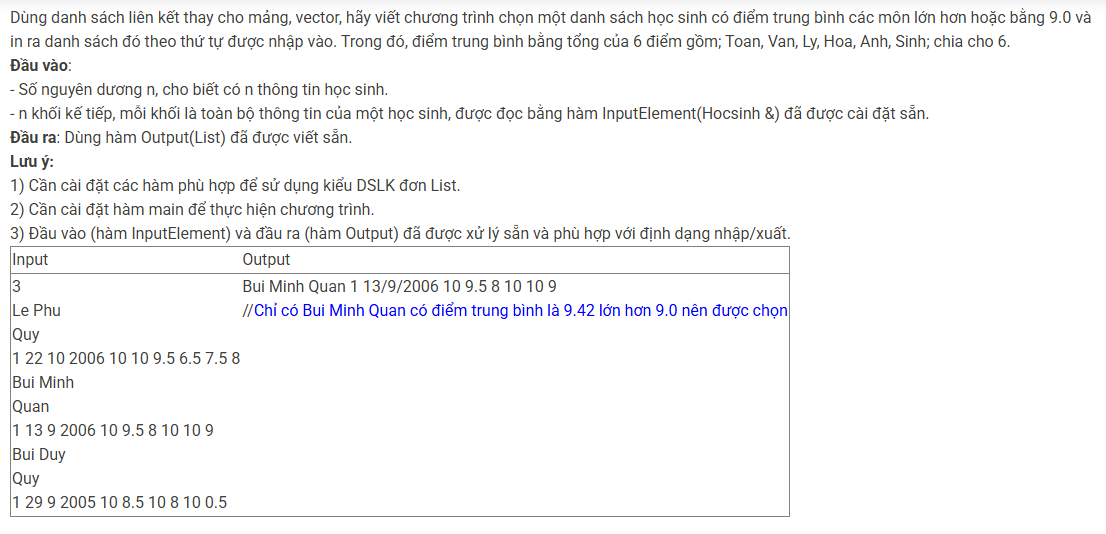 Dùng danh sách liên kết thay cho mảng, vector, hãy viết chương trình chọn một danh sách học sinh có điểm trung bình các môn lớn hơn hoặc bằng 9.0 và
in ra danh sách đó theo thứ tự được nhập vào. Trong đó, điểm trung bình bằng tổng của 6 điểm gồm; Toan, Van, Ly, Hoa, Anh, Sinh; chia cho 6.
Đầu vào:
- Số nguyên dương n, cho biết có n thông tin học sinh.
- n khối kế tiếp, mỗi khối là toàn bộ thông tin của một học sinh, được đọc bằng hàm InputElement(Hocsinh &) đã được cài đặt sẵn.
Đầu ra: Dùng hàm Output(List) đã được viết sẵn.
Lưu ý:
1) Cần cài đặt các hàm phù hợp để sử dụng kiểu DSLK đơn List.
2) Cần cài đặt hàm main để thực hiện chương trình.
3) Đầu vào (hàm InputElement) và đầu ra (hàm Output) đã được xử lý sẵn và phù hợp với định dạng nhập/xuất.
Input Output
3 Bui Minh Quan 1 13/9/2006 10 9.5 8 10 10 9
Le Phu //Chỉ có Bui Minh Quan có điểm trung bình là 9.42 lớn hơn 9.0 nên được chọn
Quy
1 22 10 2006 10 10 9.5 6.5 7.5 8
Bui Minh
Quan
1 13 9 2006 10 9.5 8 10 10 9
Bui Duy
Quy
1 29 9 2005 10 8.5 10 8 10 0.5